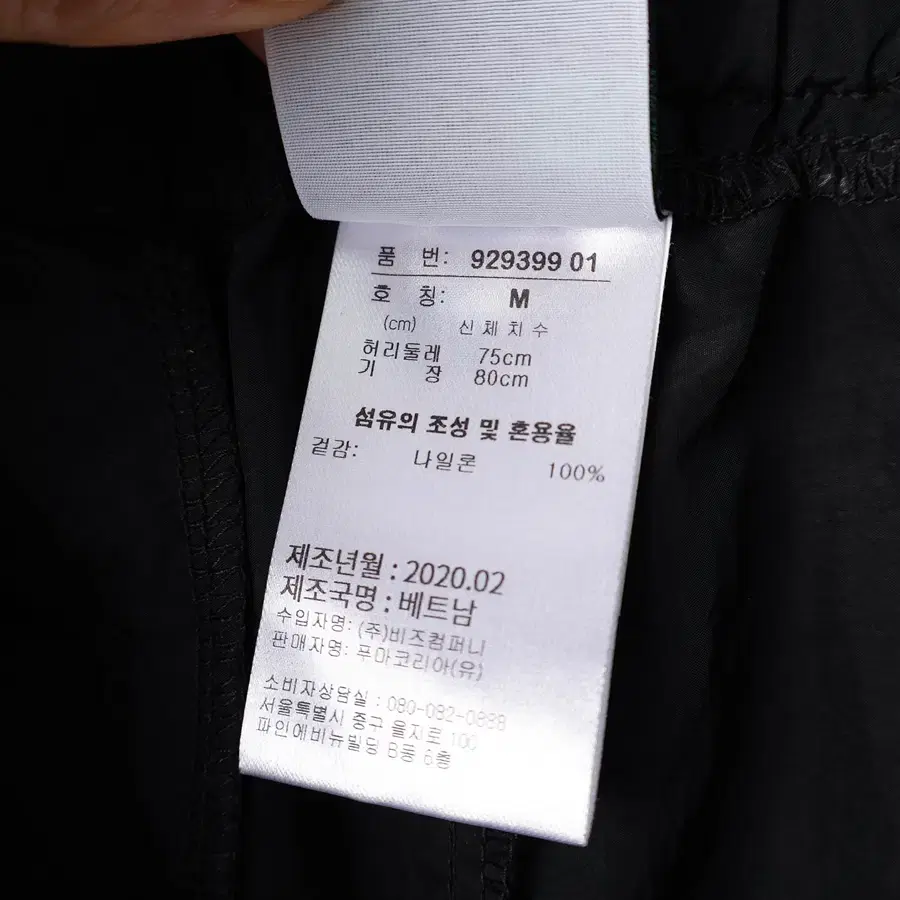 품 번: 929399 01
호 칭: M
(cm) 신체치수
허리둘레 75cm
기 장 80cm
섬유의 조성 및 혼용율
겉감: 나일론 100%
제조년월 : 2020.02
제조국명 : 베트남
수입자명: (주)비즈컴퍼니
판매자명: 푸마코리아(유)
소비자상담실 : 080-082-0888
서울특별시 중구 을지로 100
파인에비뉴빌딩 B동 6층